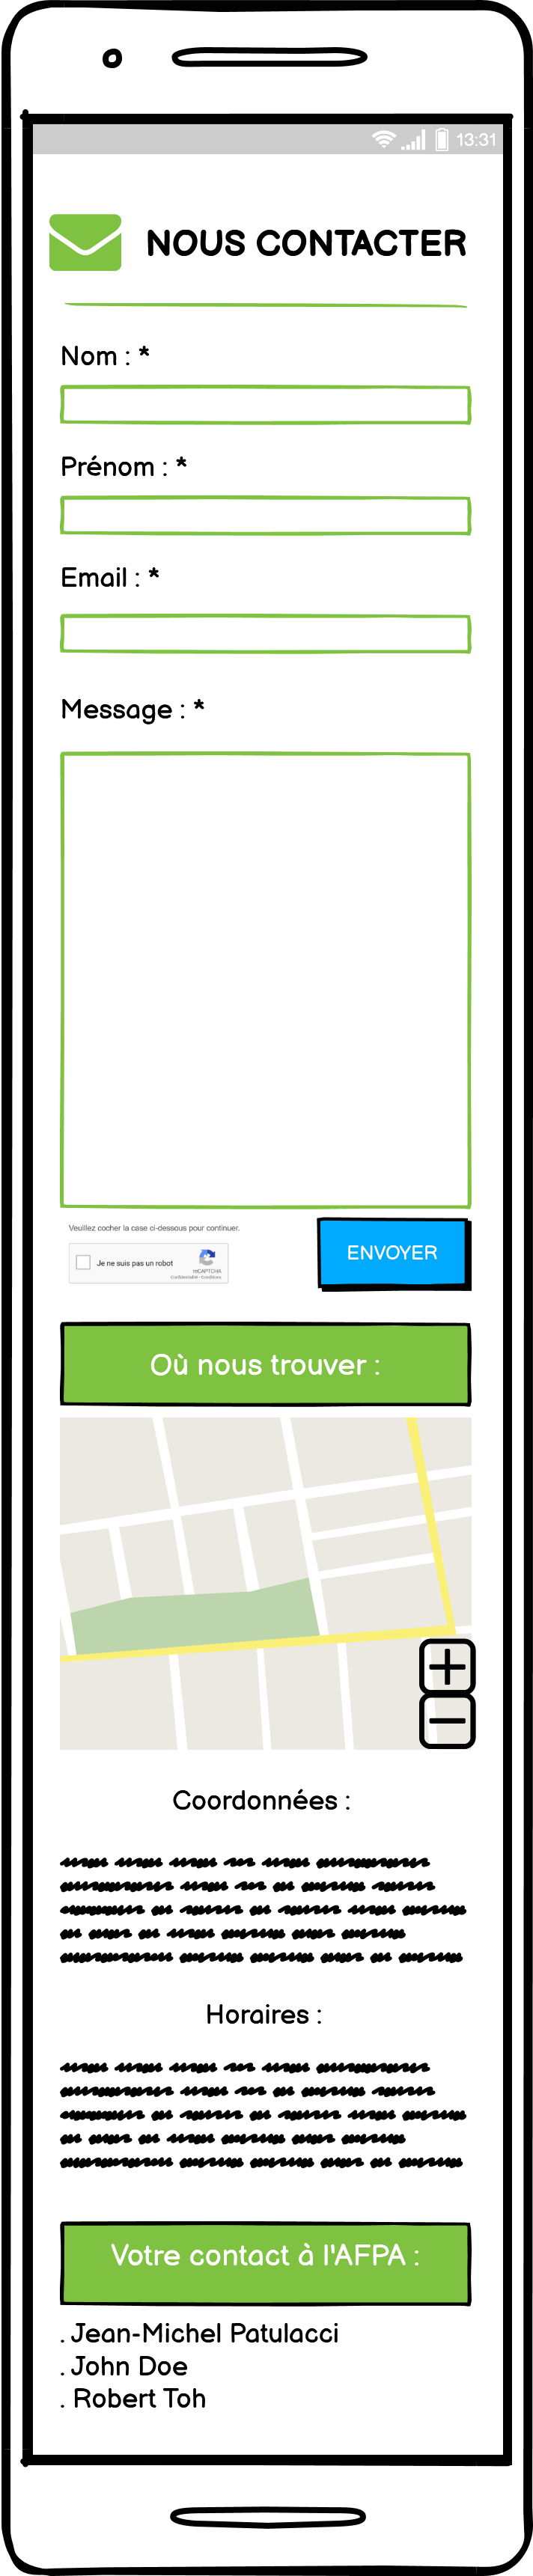 13:31
NOUS CONTACTER
Nom : *
Prénom : *
Email : *
Message : *
Veuillez cocher la case ci-dessous pour continuer.
Je ne suis pas un robot
reCAPTCHA
Confidentialité - Conditions
ENVOYER
Où nous trouver :
Coordonnées :
Horaires :
Votre contact à l'AFPA :
. Jean-Michel Patulacci
. John Doe
. Robert Toh